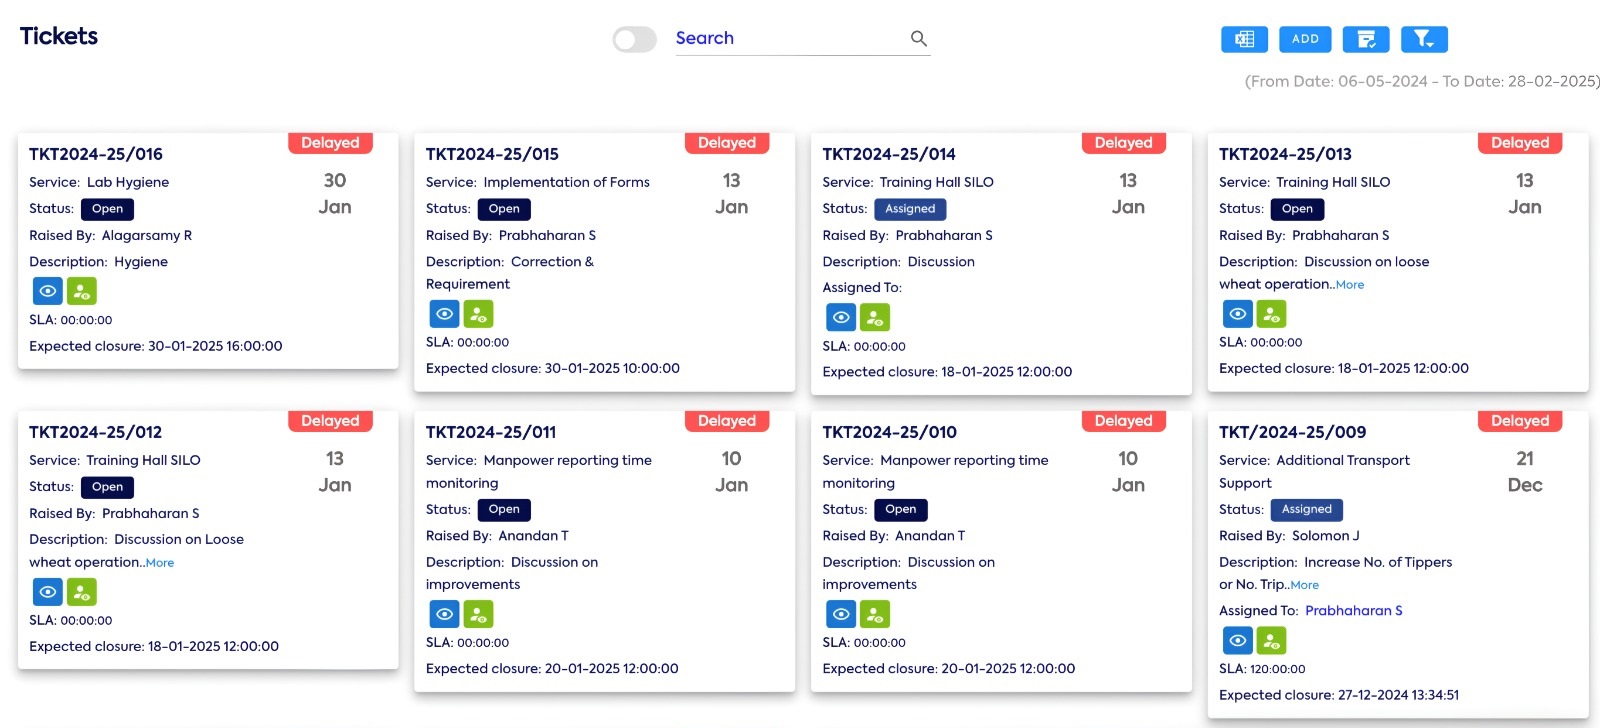 Tickets
Search
ADD
(From Date: 06-05-2024 - To Date: 28-02-2025)
Delayed
TKT2024-25/016
30
Jan
Service: Lab Hygiene
Status: Open
Raised By: Alagarsamy R
Description: Hygiene
SLA: 00:00:00
Expected closure: 30-01-2025 16:00:00
Delayed
TKT2024-25/015
13
Jan
Service: Implementation of Forms
Status: Open
Raised By: Prabhaharan S
Description: Correction &
Requirement
SLA: 00:00:00
Expected closure: 30-01-2025 10:00:00
Delayed
TKT2024-25/014
13
Jan
Service: Training Hall SILO
Status: Assigned
Raised By: Prabhaharan S
Description: Discussion
Assigned To:
SLA: 00:00:00
Expected closure: 18-01-2025 12:00:00
Delayed
TKT2024-25/013
13
Jan
Service: Training Hall SILO
Status: Open
Raised By: Prabhaharan S
Description: Discussion on loose
wheat operation..More
SLA: 00:00:00
Expected closure: 18-01-2025 12:00:00
Delayed
TKT2024-25/012
13
Jan
Service: Training Hall SILO
Status: Open
Raised By: Prabhaharan S
Description: Discussion on Loose
wheat operation..More
SLA: 00:00:00
Expected closure: 18-01-2025 12:00:00
Delayed
TKT2024-25/011
10
Jan
Service: Manpower reporting time
monitoring
Status: Open
Raised By: Anandan T
Description: Discussion on
improvements
SLA: 00:00:00
Expected closure: 20-01-2025 12:00:00
Delayed
TKT2024-25/010
10
Jan
Service: Manpower reporting time
monitoring
Status: Open
Raised By: Anandan T
Description: Discussion on
improvements
SLA: 00:00:00
Expected closure: 20-01-2025 12:00:00
Delayed
TKT/2024-25/009
21
Dec
Service: Additional Transport
Support
Status: Assigned
Raised By: Solomon J
Description: Increase No. of Tippers
or No. Trip..More
Assigned To: Prabhaharan S
SLA: 120:00:00
Expected closure: 27-12-2024 13:34:51